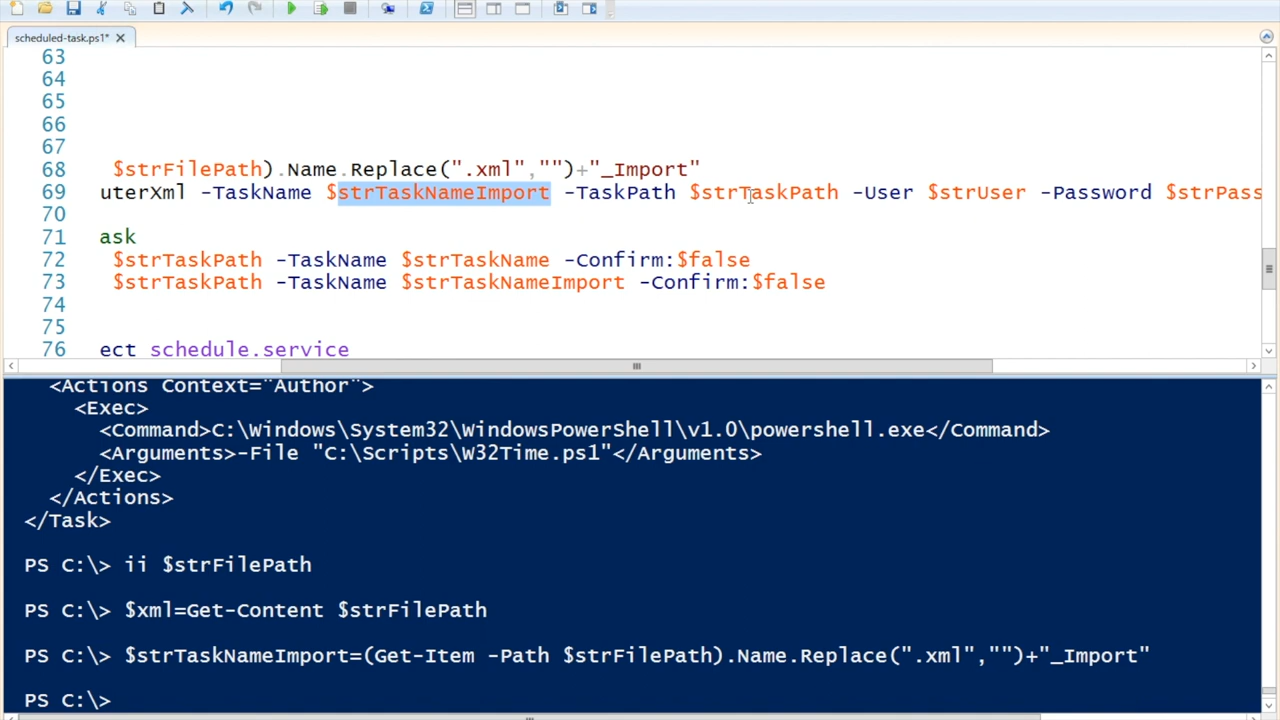 scheduled-task.ps1*
63
64
65
66
67
68 $strFilePath).Name.Replace(".xml","")+"_Import"
69 uterXml -TaskName $strTaskNameImport -TaskPath $strTaskPath -User $strUser -Password $strPass
70
71 ask
72 $strTaskPath -TaskName $strTaskName -Confirm:$false
73 $strTaskPath -TaskName $strTaskNameImport -Confirm:$false
74
75
76 ect schedule.service
<Actions Context="Author">
<Exec>
<Command>C:\Windows\System32\WindowsPowerShell\v1.0\powershell.exe</Command>
<Arguments>-File "C:\Scripts\W32Time.ps1"</Arguments>
</Exec>
</Actions>
</Task>
PS C:\> ii $strFilePath
PS C:\> $xml=Get-Content $strFilePath
PS C:\> $strTaskNameImport=(Get-Item -Path $strFilePath).Name.Replace(".xml","")+"_Import"
PS C:\>